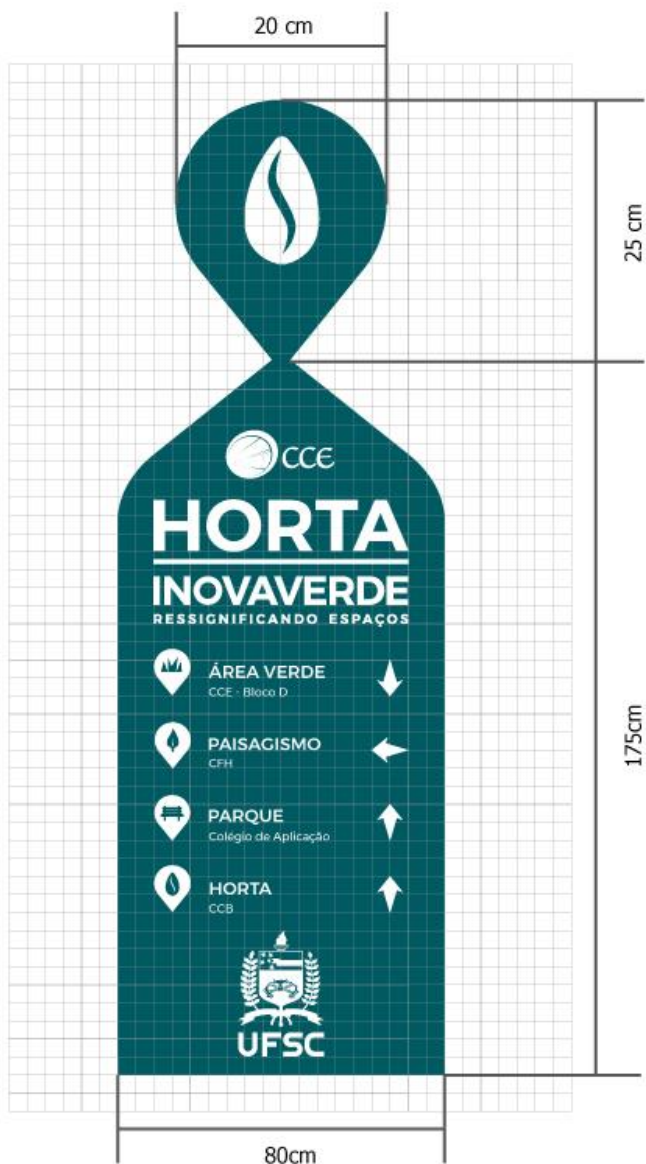 20 cm
25 cm
CCE
HORTA
INOVAVERDE
RESSIGNIFICANDO ESPAÇOS
ÁREA VERDE
CCE - Bloco D
PAISAGISMO
CFH
175cm
PARQUE
Colégio de Aplicação
HORTA
CCB
UFSC
80cm